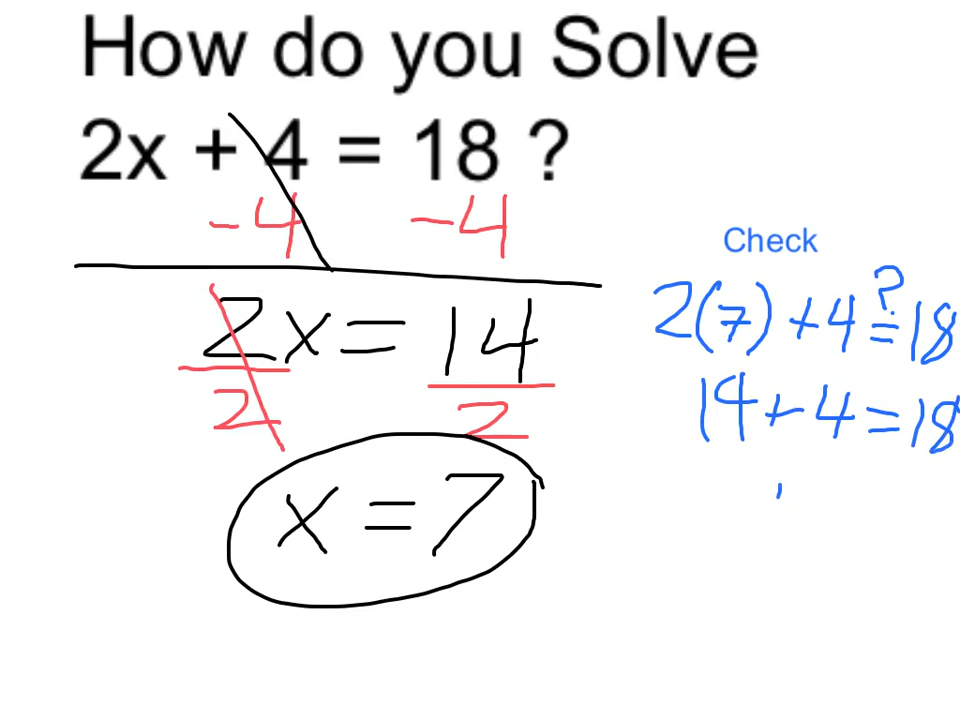 How do you Solve
2x + 4 = 18 ?
-4 -4
2x = 14
2 2
x = 7
Check
2(7) + 4 ?= 18
14 + 4 = 18